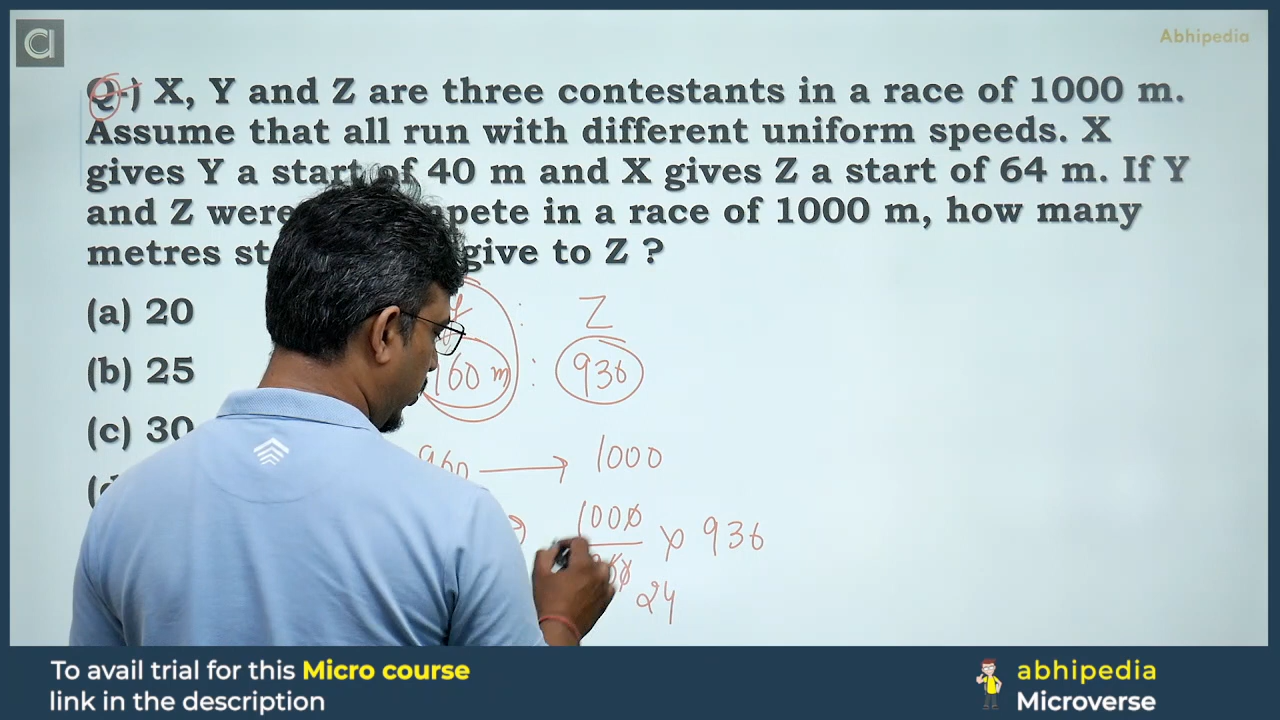 Abhipedia
Q-) X, Y and Z are three contestants in a race of 1000 m.
Assume that all run with different uniform speeds. X
gives Y a start of 40 m and X gives Z a start of 64 m. If Y
and Z were pete in a race of 1000 m, how many
metres give to Z ?
(a) 20
: Z
960 m : 936
(b) 25
(c) 30
960 → 1000
1000 × 936
24
To avail trial for this Micro course
link in the description
abhipedia
Microverse